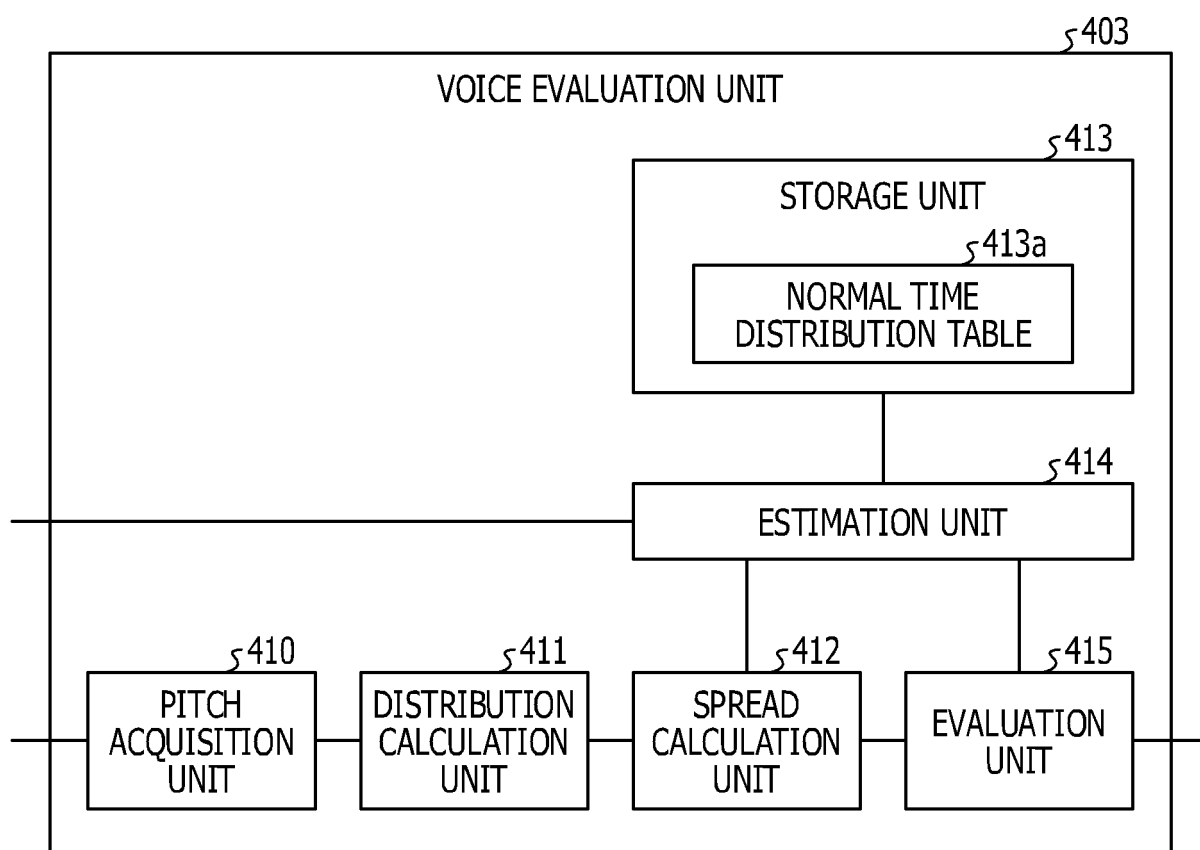 403
VOICE EVALUATION UNIT
413
STORAGE UNIT
413a
NORMAL TIME
DISTRIBUTION TABLE
414
ESTIMATION UNIT
410
PITCH
ACQUISITION
UNIT
411
DISTRIBUTION
CALCULATION
UNIT
412
SPREAD
CALCULATION
UNIT
415
EVALUATION
UNIT